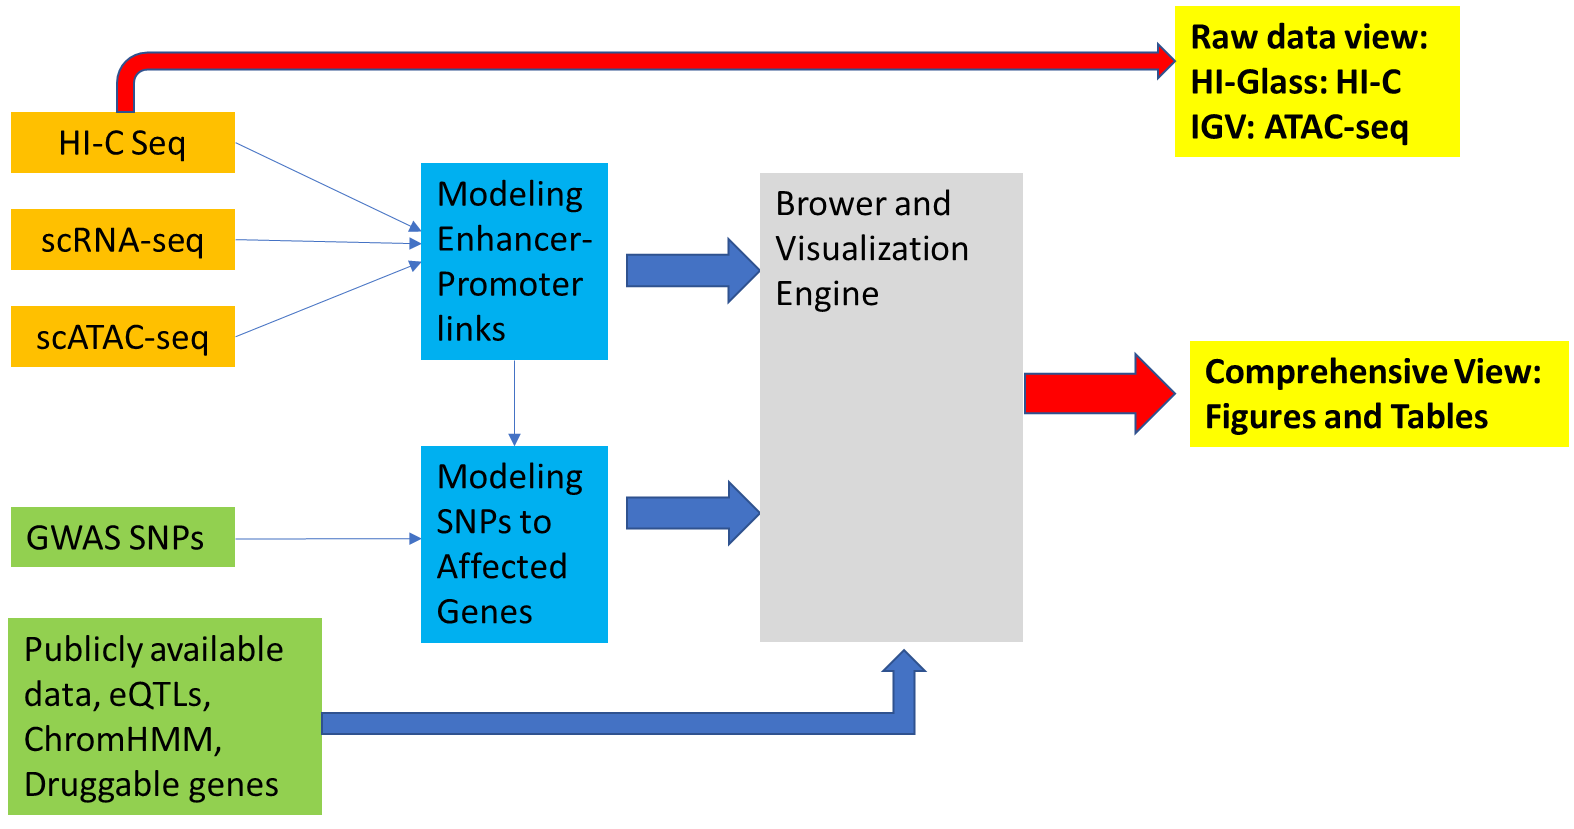 Raw data view:
HI-Glass: HI-C
IGV: ATAC-seq
HI-C Seq
scRNA-seq
scATAC-seq
Modeling
Enhancer-
Promoter
links
Brower and
Visualization
Engine
Comprehensive View:
Figures and Tables
GWAS SNPs
Modeling
SNPs to
Affected
Genes
Publicly available
data, eQTLs,
ChromHMM,
Druggable genes